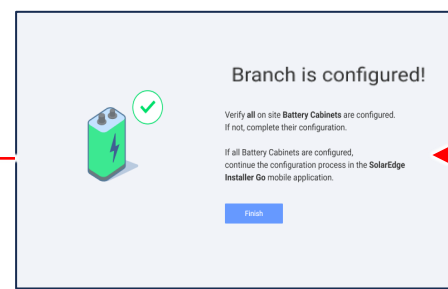 Branch is configured!
Verify all on site Battery Cabinets are configured.
If not, complete their configuration.
If all Battery Cabinets are configured,
continue the configuration process in the SolarEdge
Installer Go mobile application.
Finish